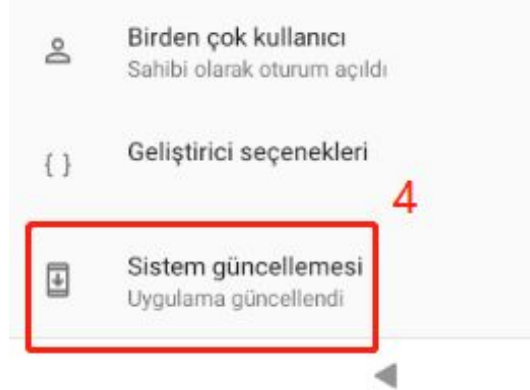 Birden çok kullanıcı
Sahibi olarak oturum açıldı
{ } Geliştirici seçenekleri
4
Sistem güncellemesi
Uygulama güncellendi